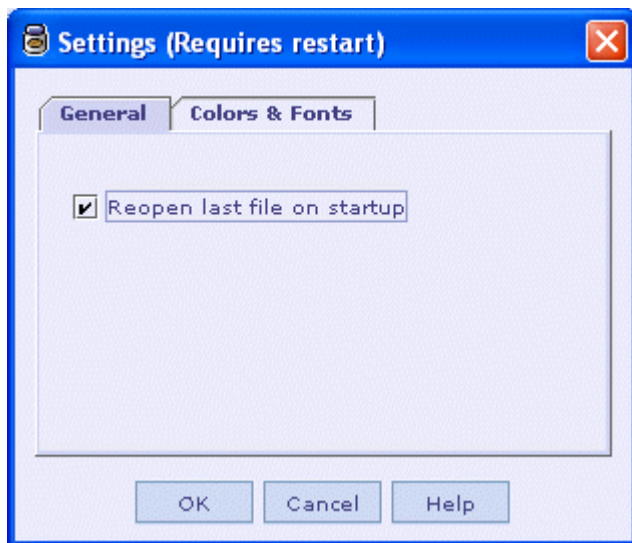 Settings (Requires restart)
General Colors & Fonts
Reopen last file on startup
OK Cancel Help